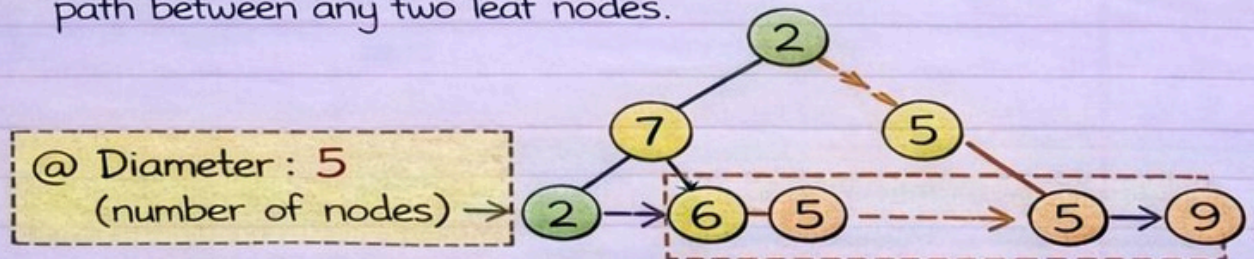 path between any two leaf nodes.
2
7
5
@ Diameter: 5
(number of nodes)
2
6
5
5
9